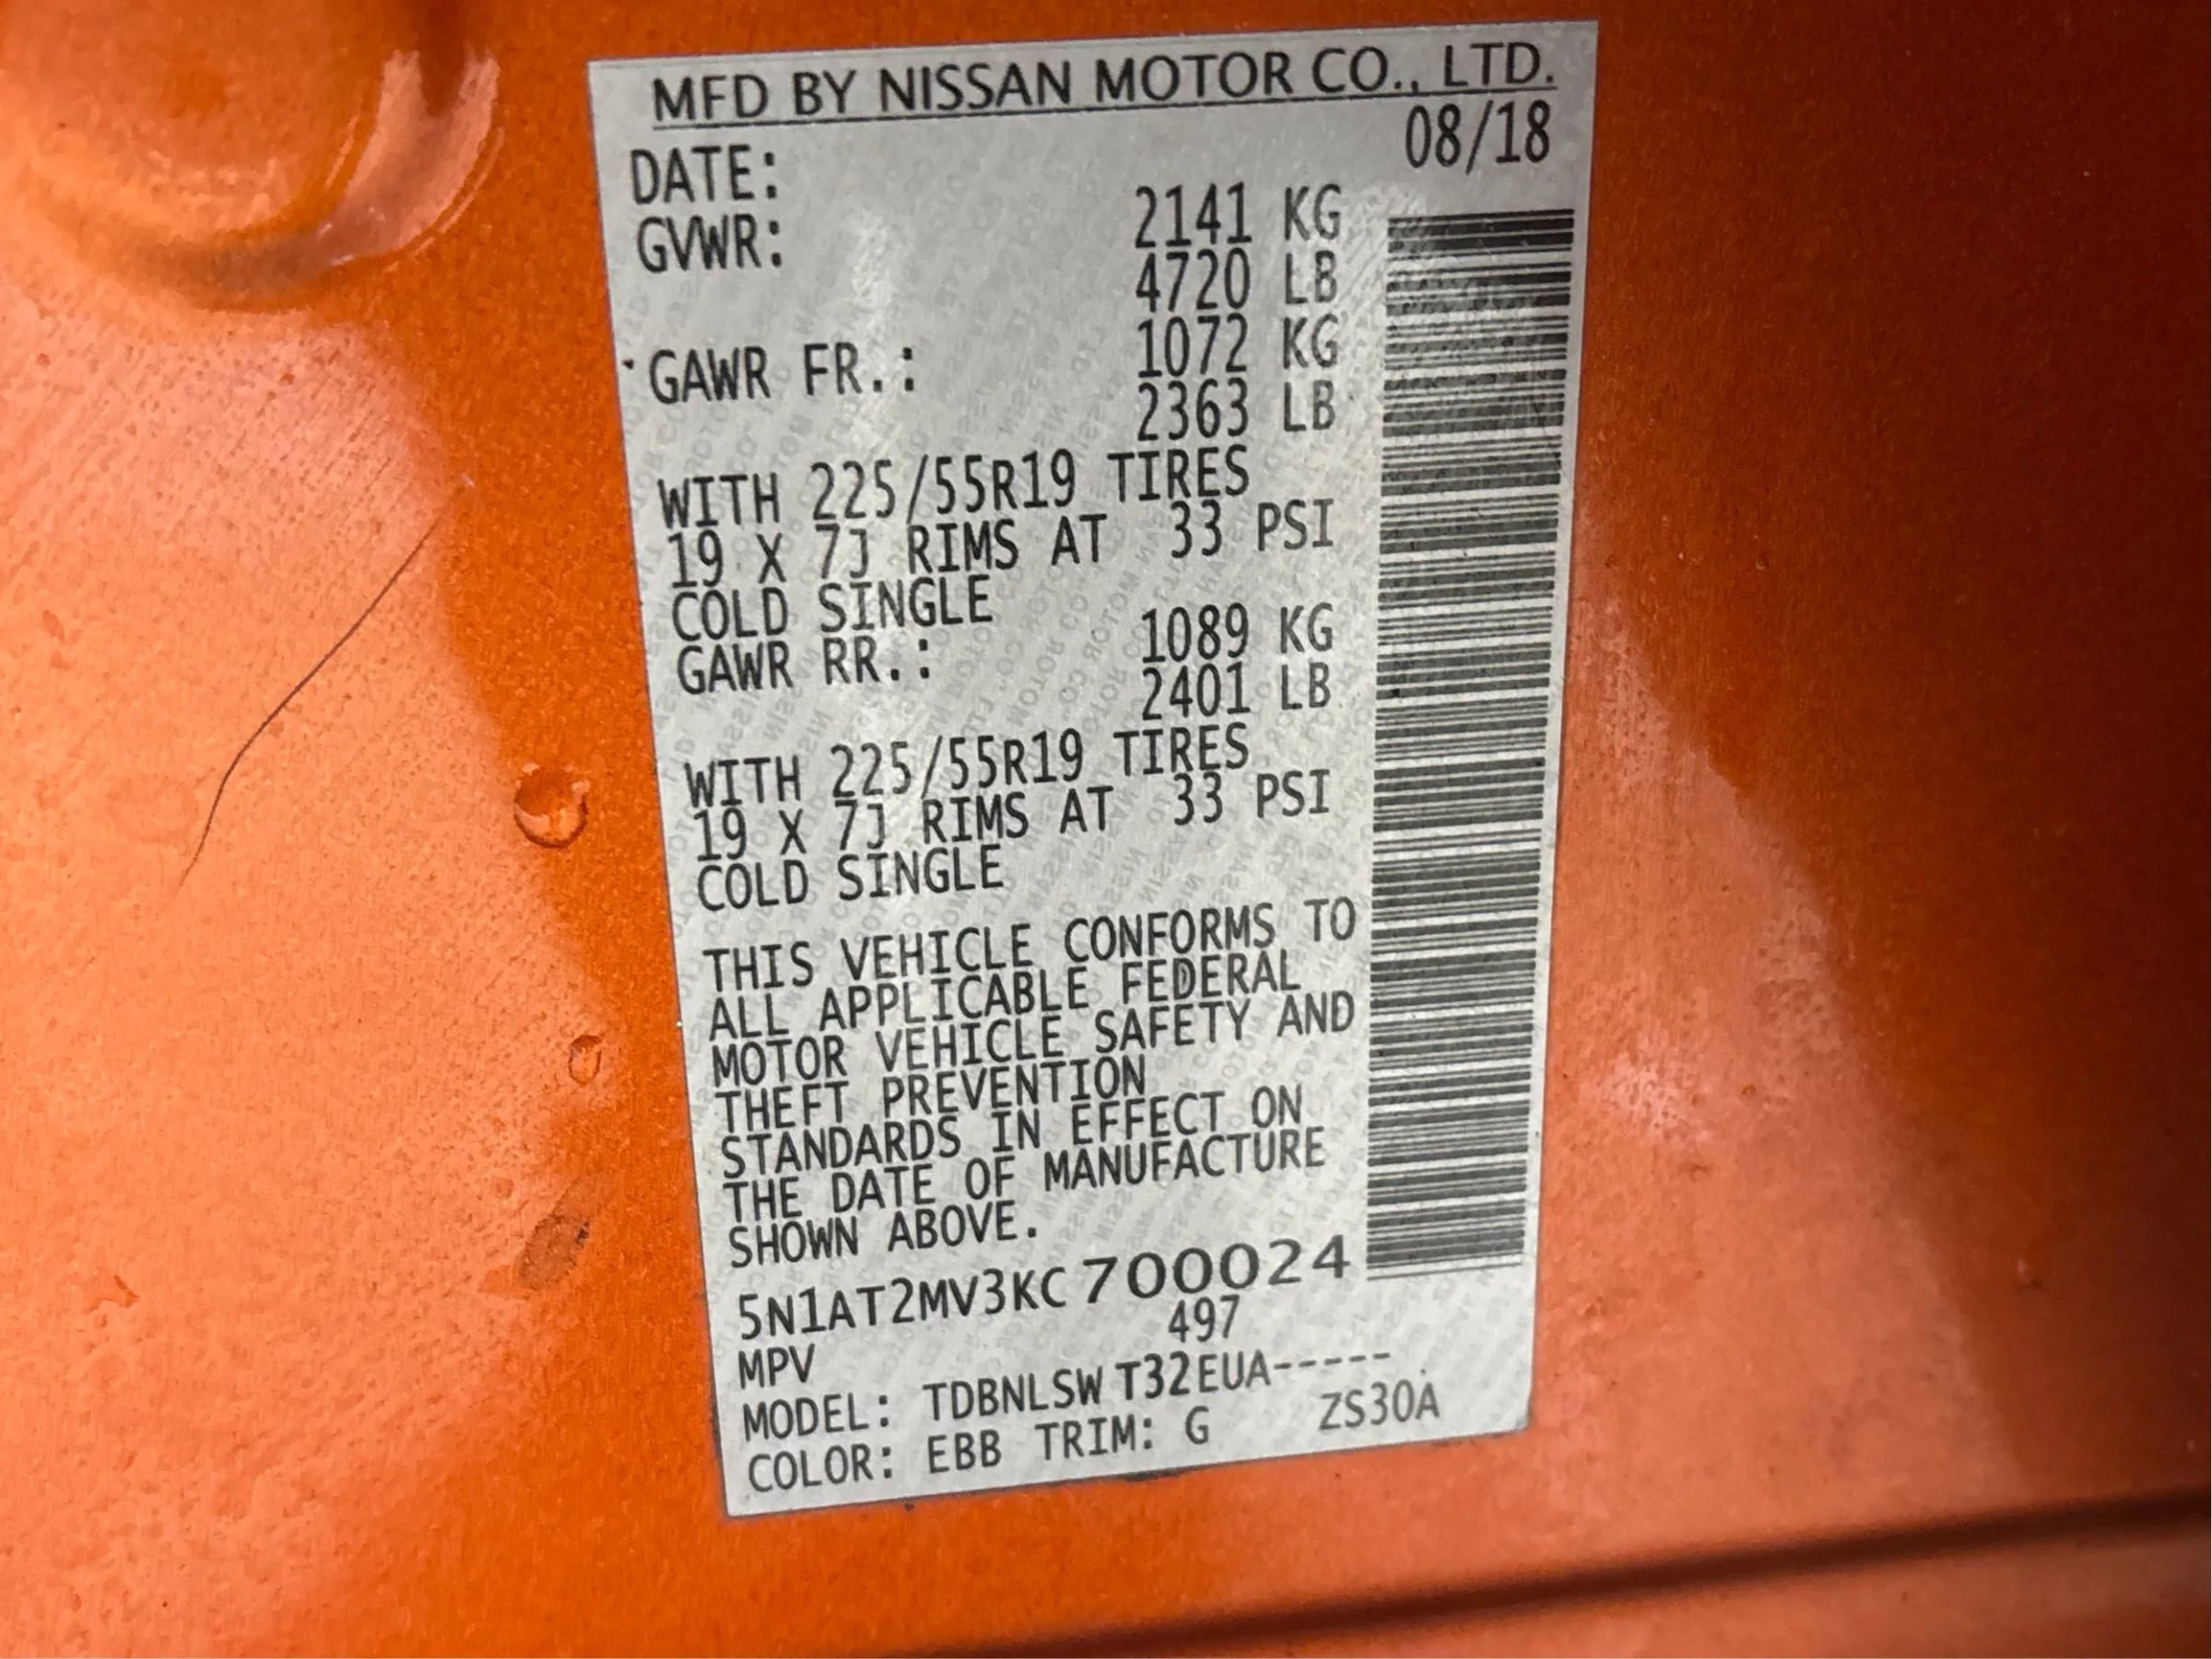 MFD BY NISSAN MOTOR CO., LTD.
DATE: 08/18
GVWR: 2141 KG
4720 LB
GAWR FR.: 1072 KG
2363 LB
WITH 225/55R19 TIRES
19 X 7J RIMS AT 33 PSI
COLD SINGLE
GAWR RR.: 1089 KG
2401 LB
WITH 225/55R19 TIRES
19 X 7J RIMS AT 33 PSI
COLD SINGLE
THIS VEHICLE CONFORMS TO
ALL APPLICABLE FEDERAL
MOTOR VEHICLE SAFETY AND
THEFT PREVENTION
STANDARDS IN EFFECT ON
THE DATE OF MANUFACTURE
SHOWN ABOVE.
5N1AT2MV3KC700024
497
MPV
MODEL: TDBNLSW T32EUA-----
COLOR: EBB TRIM: G ZS30A